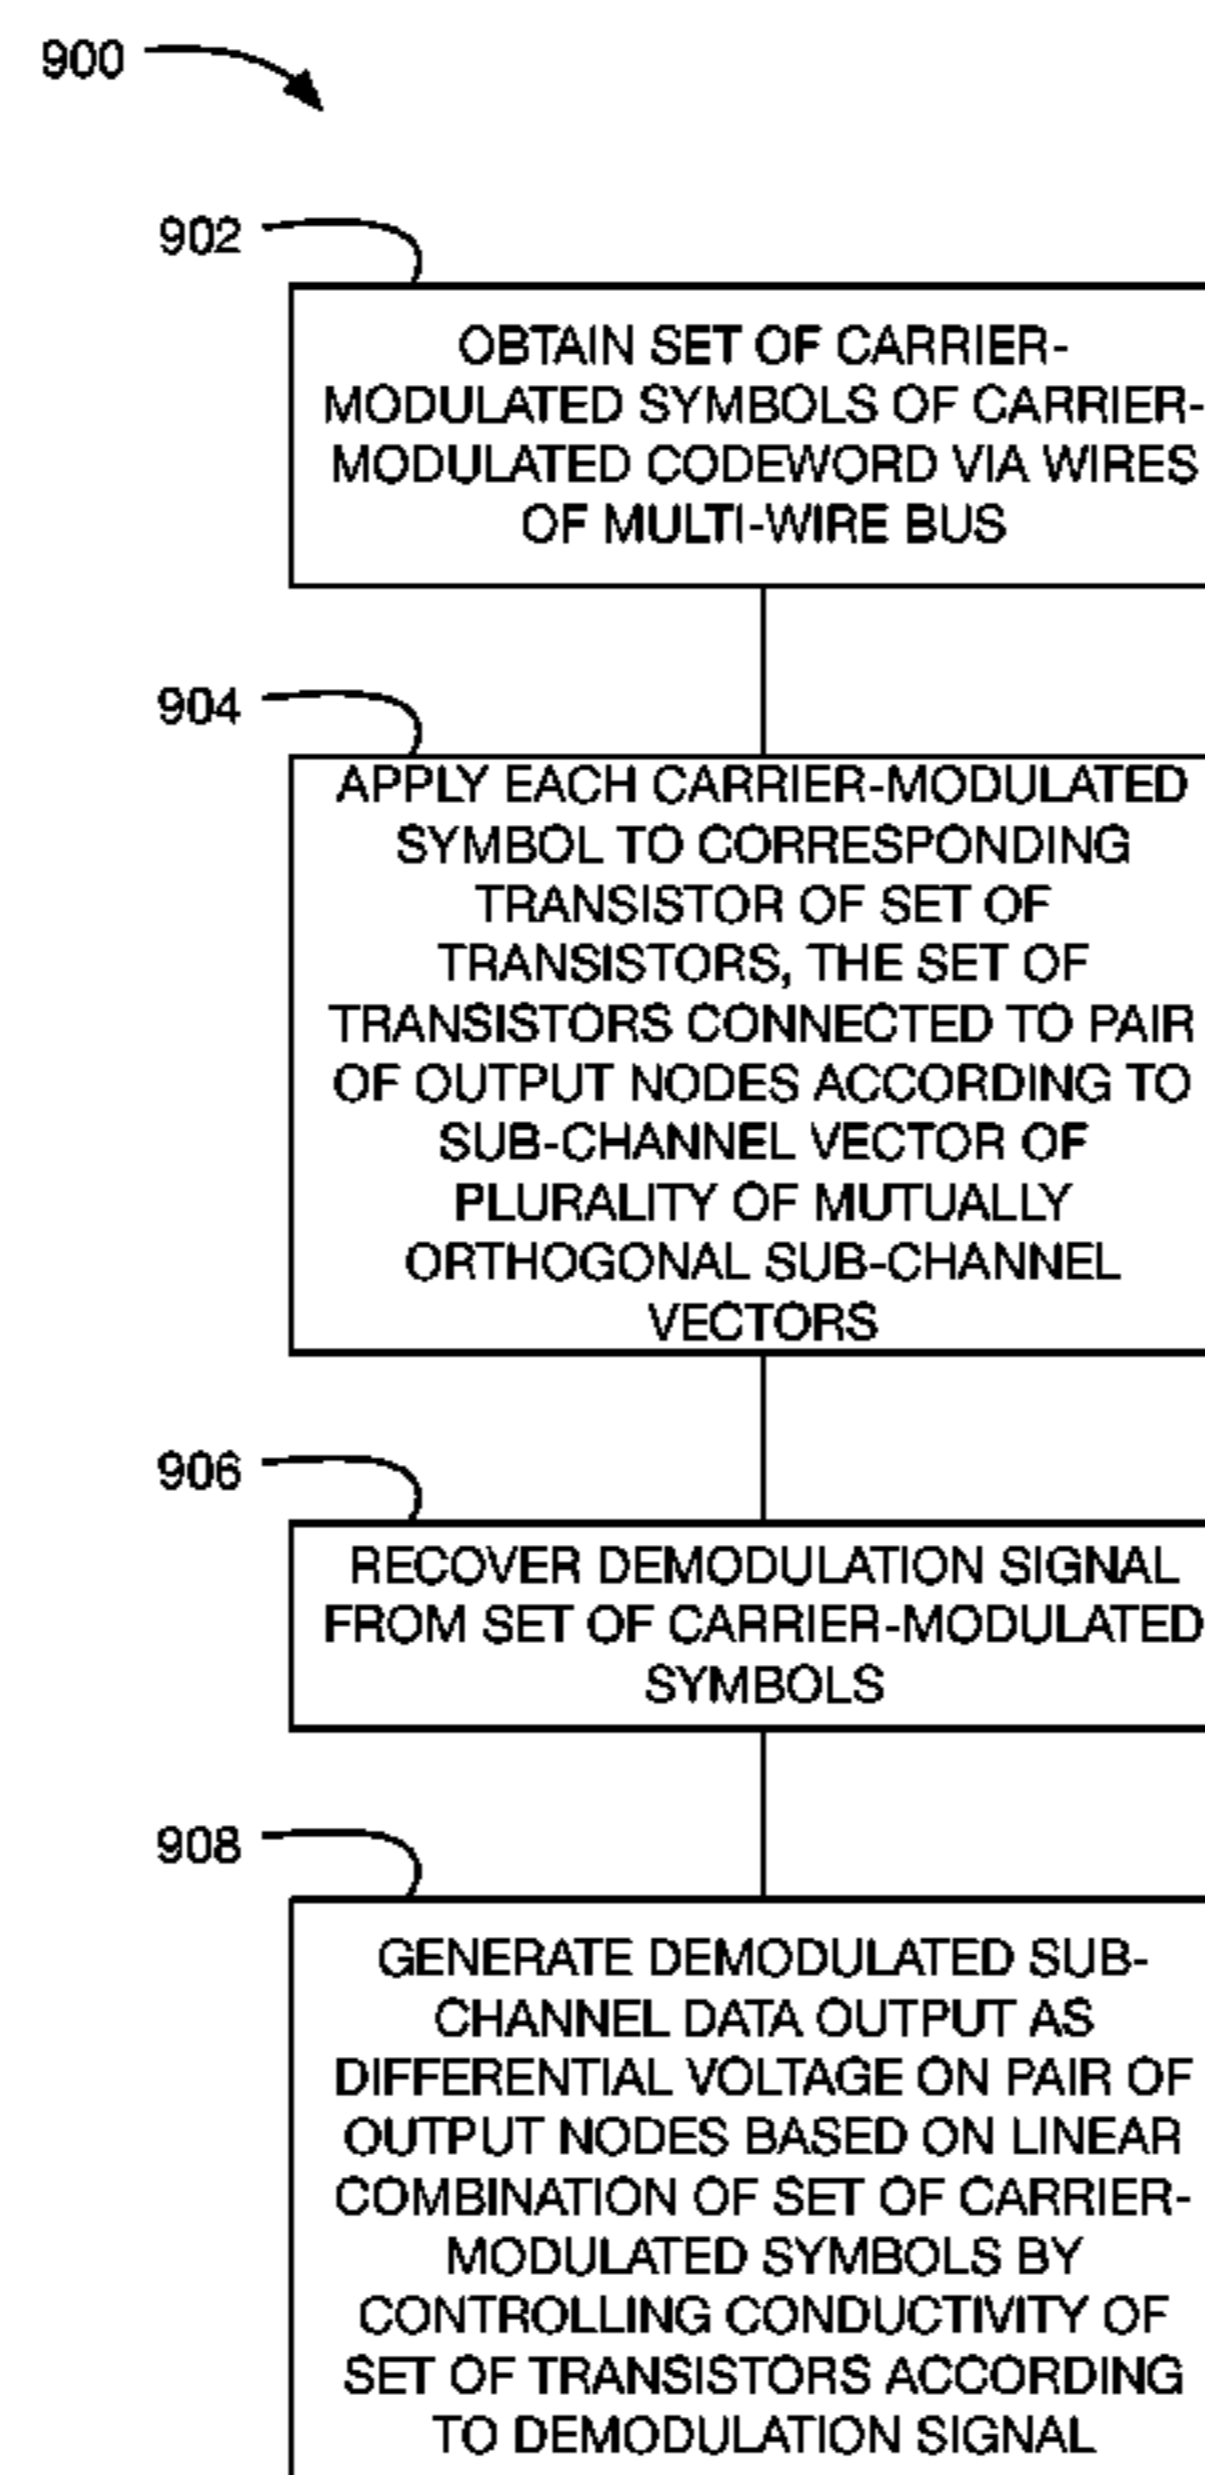 900
902
OBTAIN SET OF CARRIER-
MODULATED SYMBOLS OF CARRIER-
MODULATED CODEWORD VIA WIRES
OF MULTI-WIRE BUS
904
APPLY EACH CARRIER-MODULATED
SYMBOL TO CORRESPONDING
TRANSISTOR OF SET OF
TRANSISTORS, THE SET OF
TRANSISTORS CONNECTED TO PAIR
OF OUTPUT NODES ACCORDING TO
SUB-CHANNEL VECTOR OF
PLURALITY OF MUTUALLY
ORTHOGONAL SUB-CHANNEL
VECTORS
906
RECOVER DEMODULATION SIGNAL
FROM SET OF CARRIER-MODULATED
SYMBOLS
908
GENERATE DEMODULATED SUB-
CHANNEL DATA OUTPUT AS
DIFFERENTIAL VOLTAGE ON PAIR OF
OUTPUT NODES BASED ON LINEAR
COMBINATION OF SET OF CARRIER-
MODULATED SYMBOLS BY
CONTROLLING CONDUCTIVITY OF
SET OF TRANSISTORS ACCORDING
TO DEMODULATION SIGNAL